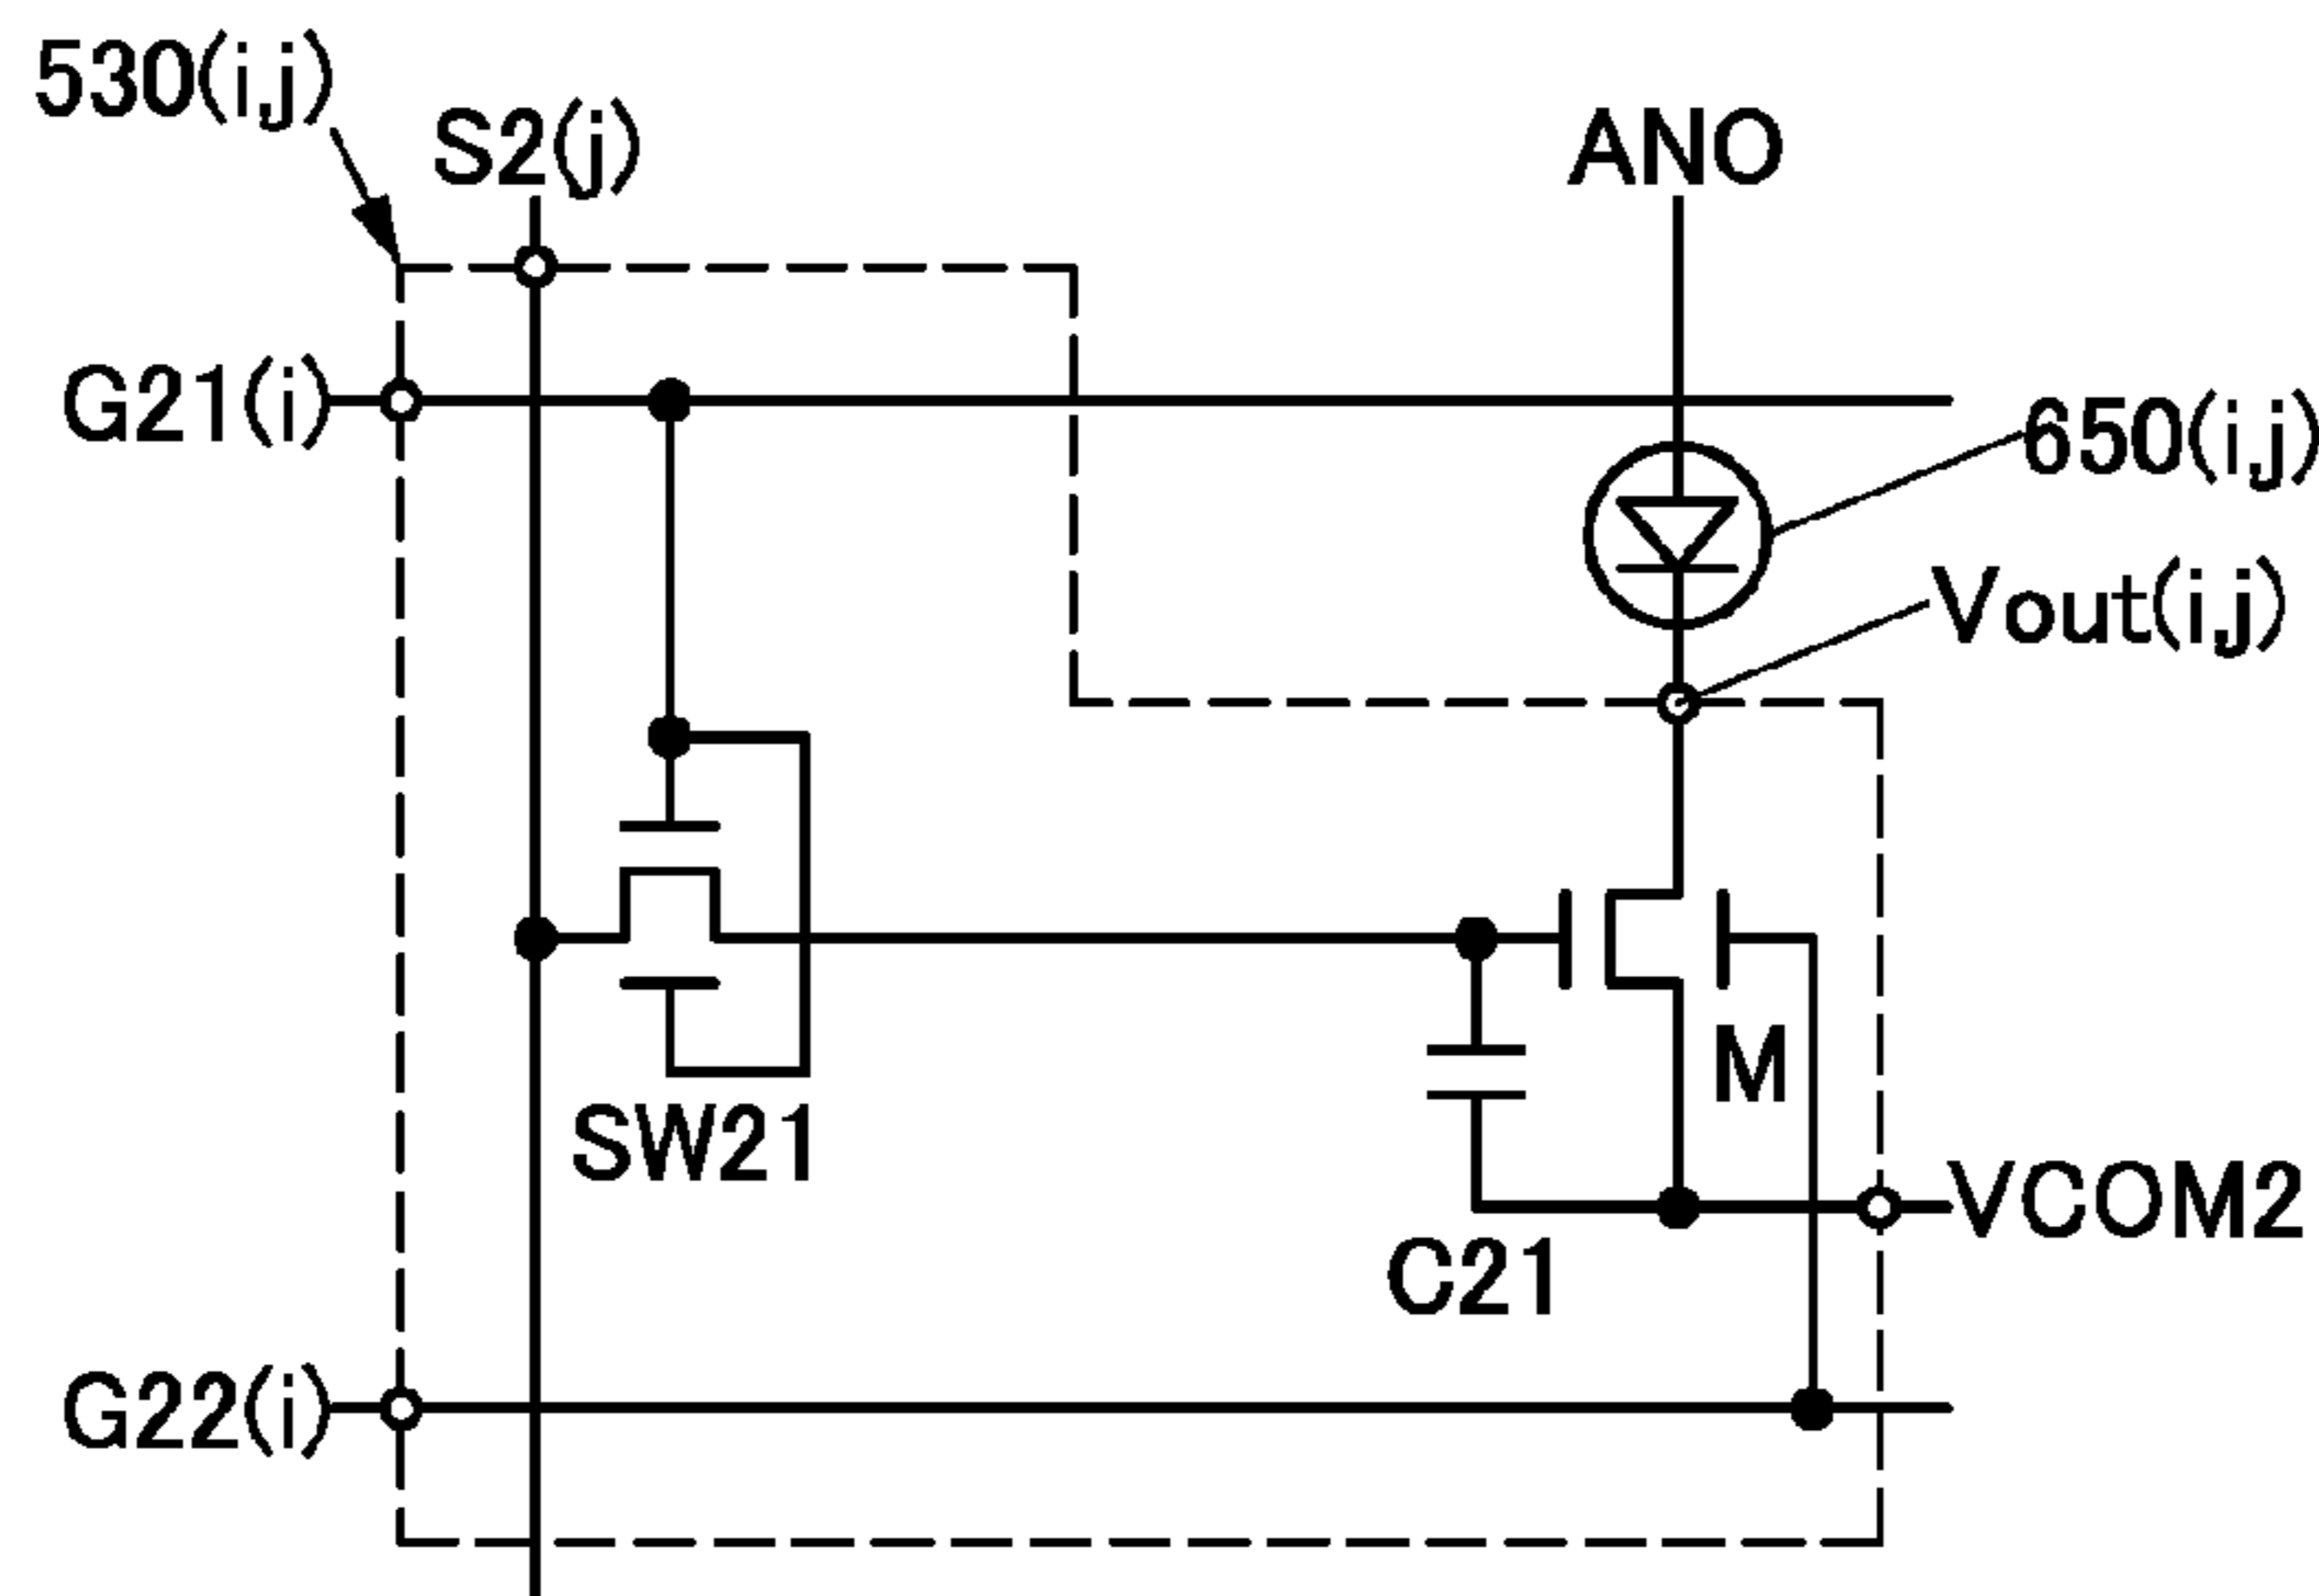 530(i,j)
S2(j)
ANO
G21(i)
650(i,j)
Vout(i,j)
M
SW21
VCOM2
C21
G22(i)